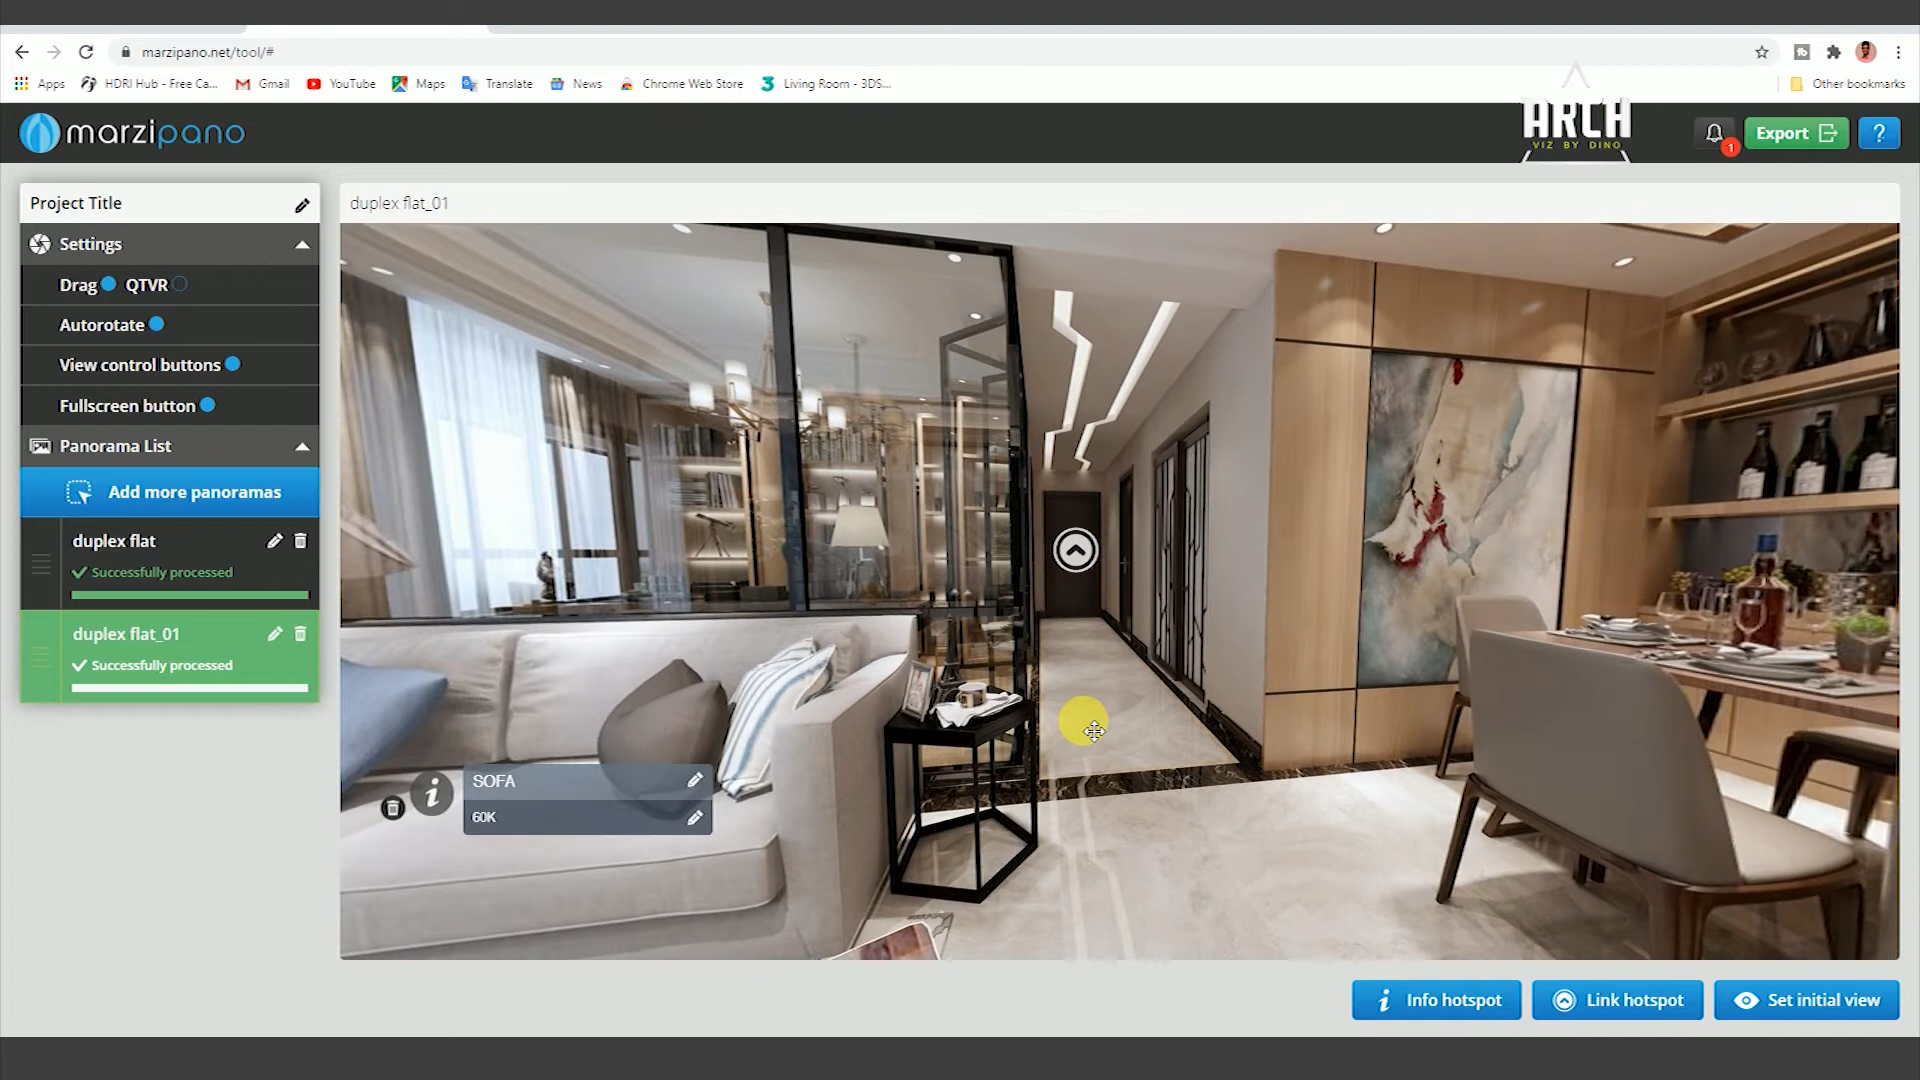 marzipano.net/tool/#
Apps
HDRI Hub - Free Ca...
Gmail
YouTube
Maps
Translate
News
Chrome Web Store
Living Room - 3DS...
Other bookmarks
marzipano
ARCH
VIZ BY DINO
1
Export
?
Project Title
duplex flat_01
Settings
Drag QTVR
Autorotate
View control buttons
Fullscreen button
Panorama List
Add more panoramas
duplex flat
Successfully processed
duplex flat_01
Successfully processed
i
SOFA
60K
i Info hotspot
Link hotspot
Set initial view